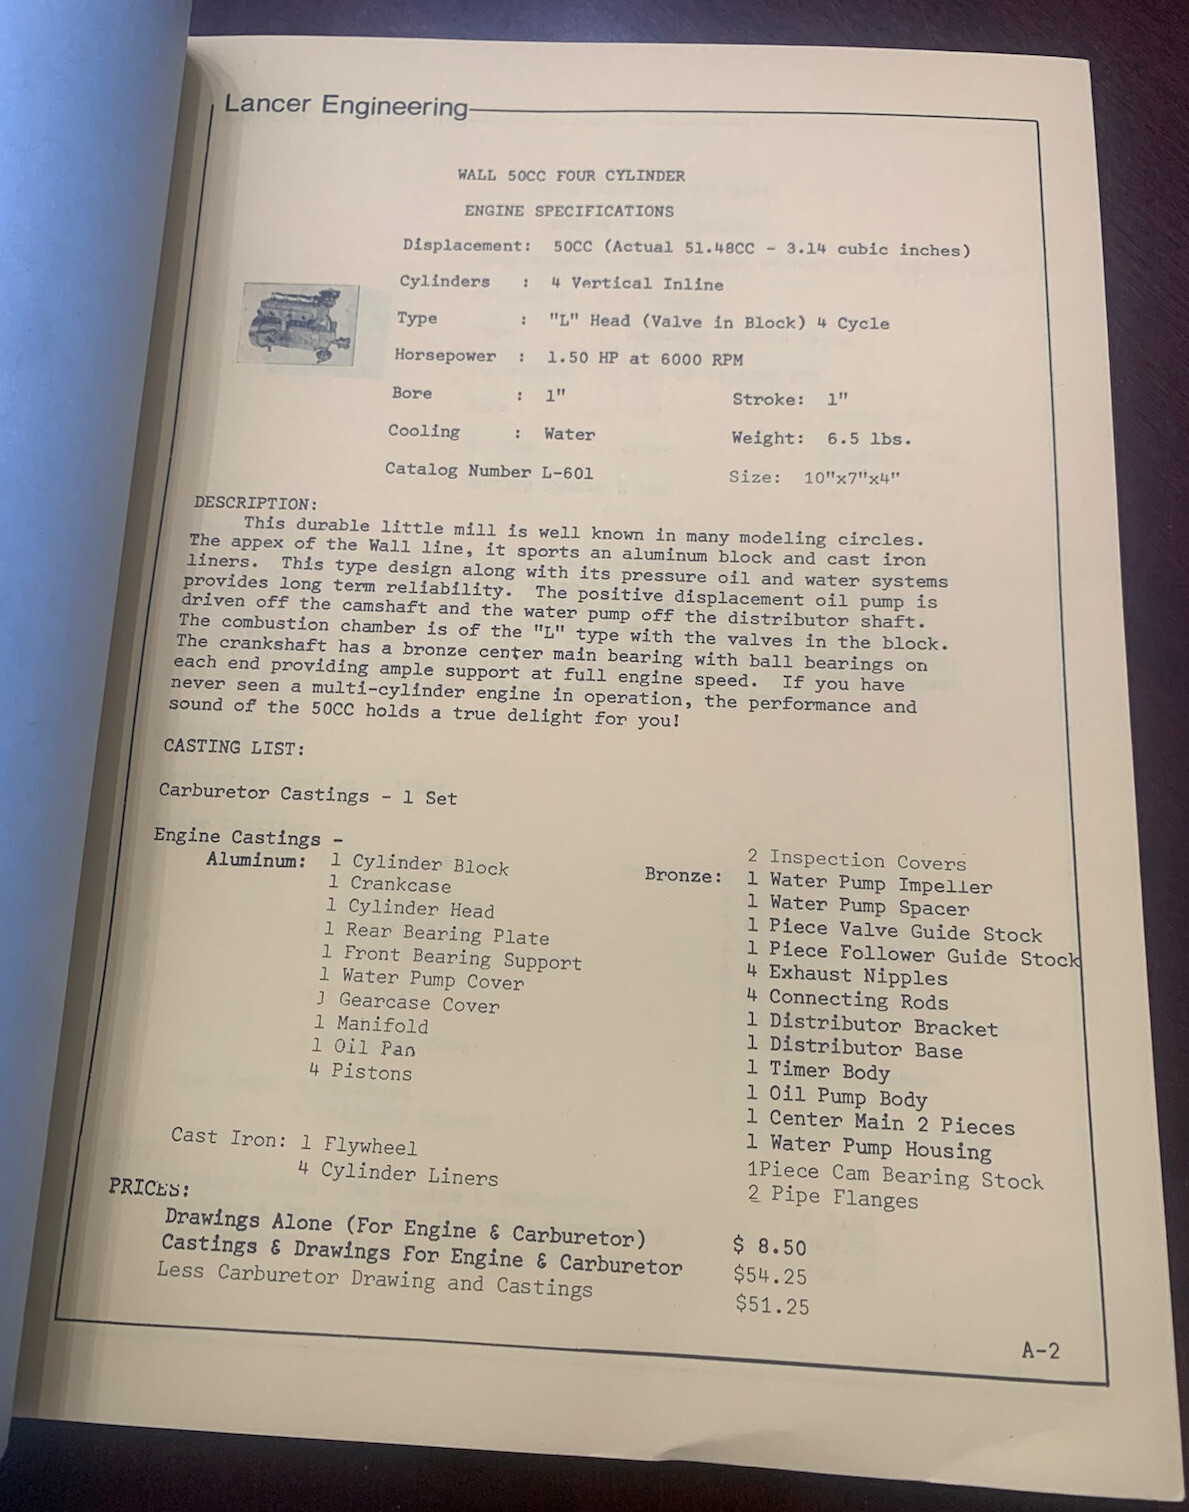 Lancer Engineering
WALL 50CC FOUR CYLINDER
ENGINE SPECIFICATIONS
Displacement: 50CC (Actual 51.48CC - 3.14 cubic inches)
Cylinders : 4 Vertical Inline
Type : "L" Head (Valve in Block) 4 Cycle
Horsepower : 1.50 HP at 6000 RPM
Bore : 1" Stroke: 1"
Cooling : Water Weight: 6.5 lbs.
Catalog Number L-601 Size: 10"x7"x4"
DESCRIPTION:
This durable little mill is well known in many modeling circles.
The appex of the Wall line, it sports an aluminum block and cast iron
liners. This type design along with its pressure oil and water systems
provides long term reliability. The positive displacement oil pump is
driven off the camshaft and the water pump off the distributor shaft.
The combustion chamber is of the "L" type with the valves in the block.
The crankshaft has a bronze center main bearing with ball bearings on
each end providing ample support at full engine speed. If you have
never seen a multi-cylinder engine in operation, the performance and
sound of the 50CC holds a true delight for you!
CASTING LIST:
Carburetor Castings - 1 Set
Engine Castings -
Aluminum: 1 Cylinder Block
1 Crankcase
1 Cylinder Head
1 Rear Bearing Plate
1 Front Bearing Support
1 Water Pump Cover
1 Gearcase Cover
1 Manifold
1 Oil Pan
4 Pistons
Cast Iron: 1 Flywheel
4 Cylinder Liners
2 Inspection Covers
Bronze: 1 Water Pump Impeller
1 Water Pump Spacer
1 Piece Valve Guide Stock
1 Piece Follower Guide Stock
4 Exhaust Nipples
4 Connecting Rods
1 Distributor Bracket
1 Distributor Base
1 Timer Body
1 Oil Pump Body
1 Center Main 2 Pieces
1 Water Pump Housing
1Piece Cam Bearing Stock
2 Pipe Flanges
PRICES:
Drawings Alone (For Engine & Carburetor) $ 8.50
Castings & Drawings For Engine & Carburetor $54.25
Less Carburetor Drawing and Castings $51.25
A-2